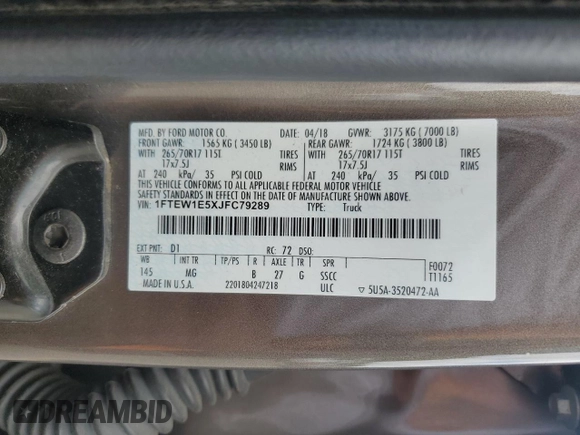 MFD. BY FORD MOTOR CO. 04/18 GVWR: 3175 KG ( 7000 LB)
FRONT GAWR: 1565 KG ( 3450 LB) REAR GAWR: 1724 KG ( 3800 LB)
WITH 265/70R17 115T TIRES WITH 265/70R17 115T TIRES
17x7.5J RIMS 17x7.5J RIMS
AT 240 kPa/ 35 PSI COLD AT 240 kPa/ 35 PSI COLD
THIS VEHICLE CONFORMS TO ALL APPLICABLE FEDERAL MOTOR VEHICLE
SAFETY STANDARDS IN EFFECT ON THE DATE OF MANUFACTURE SHOWN ABOVE.
VIN: 1FTEW1E5XJFC79289 TYPE: Truck
EXT PNT: D1 RC: 72 DSO:
WB INT TR TP/PS R AXLE TR SPR F0072
145 MG B 27 G SSCC T1165
MADE IN U.S.A. 2201804247218 ULC ▽ 5U5A-3520472-AA
DREAMBID